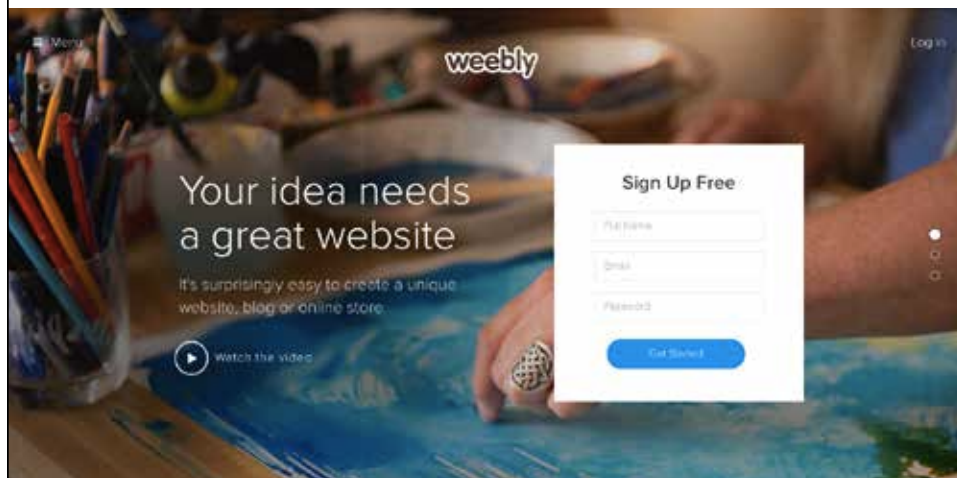 Menu
weebly
Log In
Your idea needs
a great website
It's surprisingly easy to create a unique
website, blog or online store
Watch the video
Sign Up Free
Full Name
Email
Password
Get Started